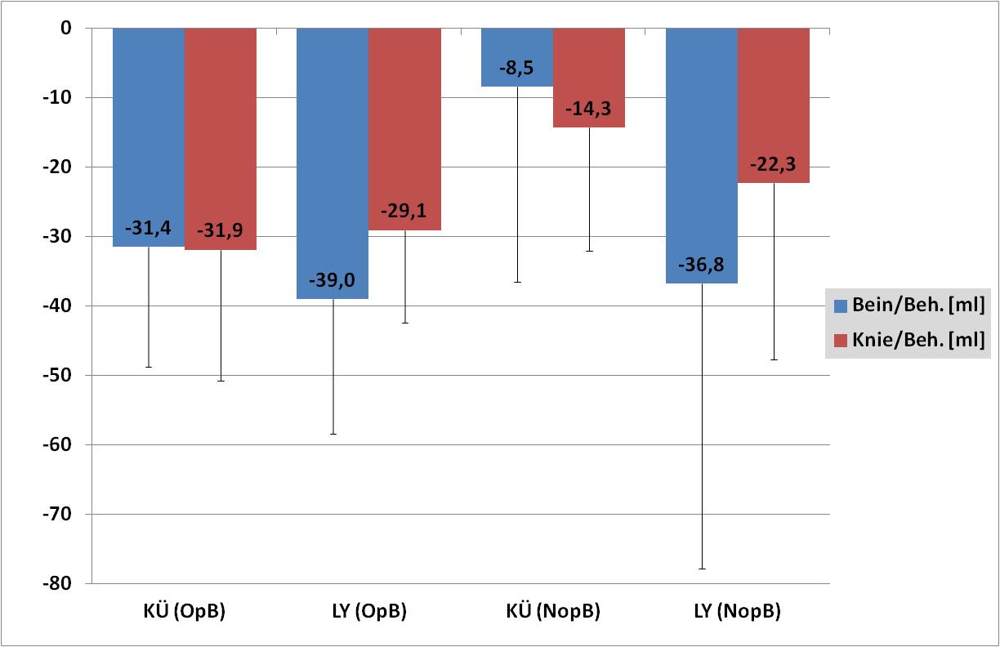 0
-10
-20
-30
-40
-50
-60
-70
-80
-31,4
-31,9
-39,0
-29,1
-8,5
-14,3
-36,8
-22,3
KÜ (OpB)
LY (OpB)
KÜ (NopB)
LY (NopB)
Bein/Beh. [ml]
Knie/Beh. [ml]